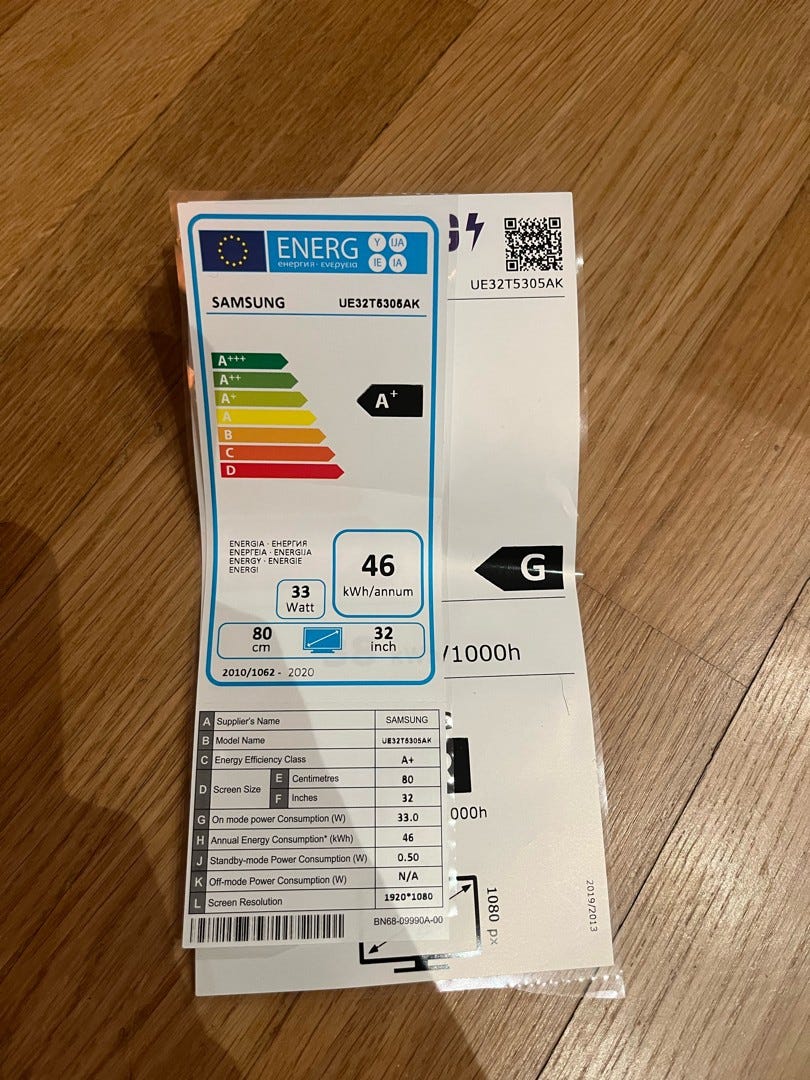 ENERG
енергия · ενεργεια
Y IJA
IE IA
SAMSUNG UE32T5305AK
A+++
A++
A+
A
B
C
D
A+
ENERGIA · ЕНЕРГИЯ
ΕΝΕΡΓΕΙΑ · ENERGIJA
ENERGY · ENERGIE
ENERGI
46
kWh/annum
33
Watt
80
cm
32
inch
2010/1062 - 2020
A Supplier's Name SAMSUNG
B Model Name UE32T5305AK
C Energy Efficiency Class A+
D Screen Size E Centimetres 80
F Inches 32
G On mode power Consumption (W) 33.0
H Annual Energy Consumption* (kWh) 46
J Standby-mode Power Consumption (W) 0.50
K Off-mode Power Consumption (W) N/A
L Screen Resolution 1920*1080
BN68-09990A-00
G
UE32T5305AK
G
/1000h
000h
1080 px
2019/2013